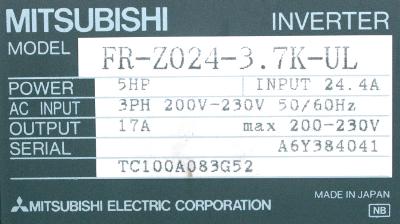 MITSUBISHI INVERTER
MODEL FR-Z024-3.7K-UL
POWER 5HP INPUT 24.4A
AC INPUT 3PH 200V-230V 50/60Hz
OUTPUT 17A max 200-230V
SERIAL A6Y384041
TC100A083G52
MADE IN JAPAN
MITSUBISHI ELECTRIC CORPORATION NB